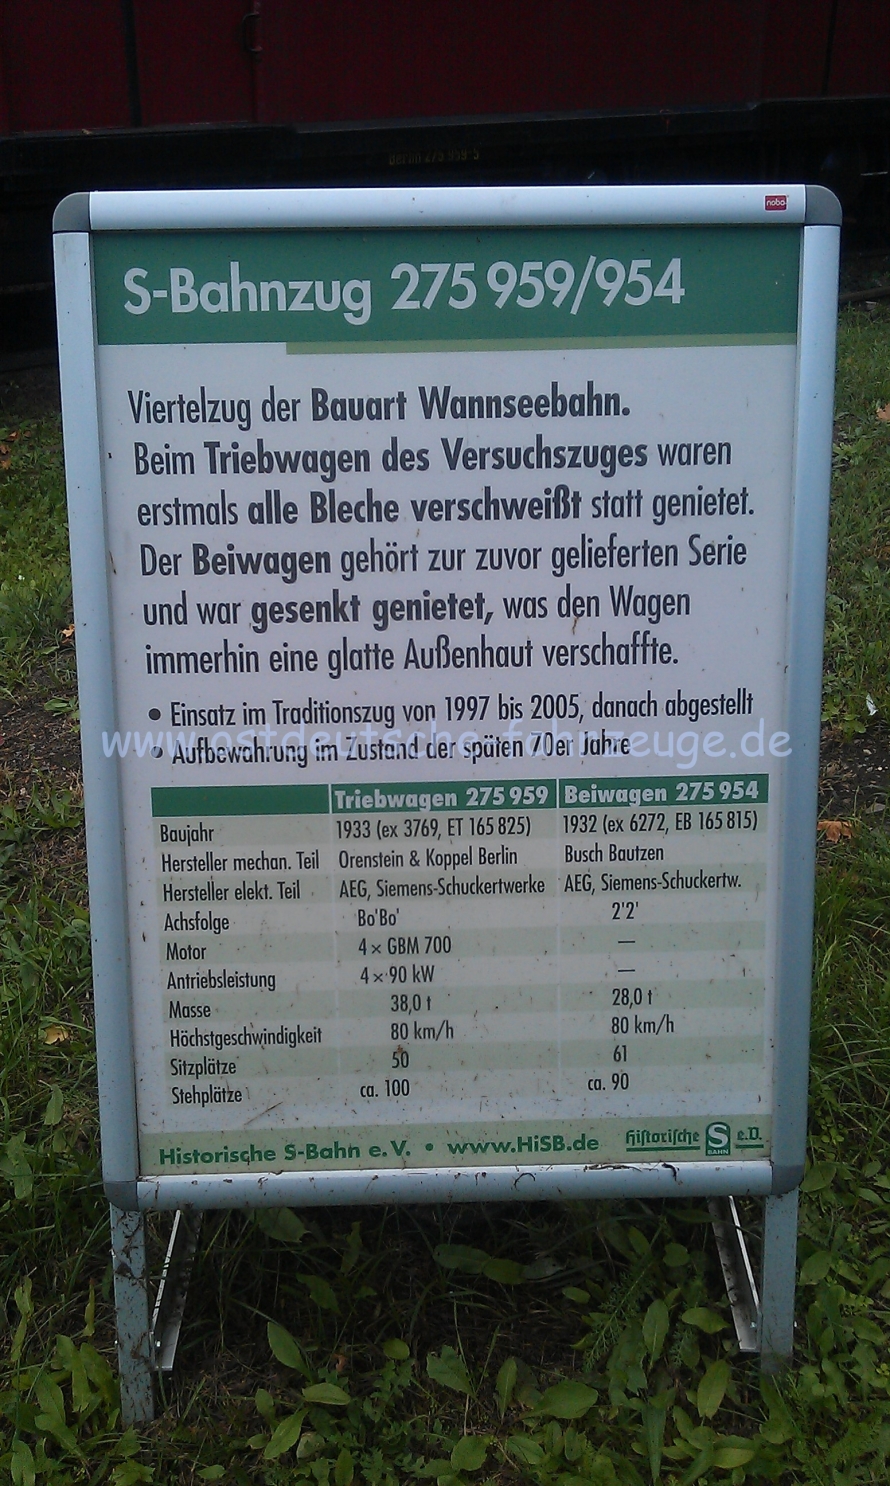 nobo
S-Bahnzug 275 959/954
Viertelzug der Bauart Wannseebahn.
Beim Triebwagen des Versuchszuges waren
erstmals alle Bleche verschweißt statt genietet.
Der Beiwagen gehört zur zuvor gelieferten Serie
und war gesenkt genietet, was den Wagen
immerhin eine glatte Außenhaut verschaffte.
• Einsatz im Traditionszug von 1997 bis 2005, danach abgestellt
www.ostdeutsche-fahrzeuge.de
• Aufbewahrung im Zustand der späten 70er Jahre
Triebwagen 275 959 Beiwagen 275 954
Baujahr 1933 (ex 3769, ET 165 825) 1932 (ex 6272, EB 165 815)
Hersteller mechan. Teil Orenstein & Koppel Berlin Busch Bautzen
Hersteller elekt. Teil AEG, Siemens-Schuckertwerke AEG, Siemens-Schuckertw.
Achsfolge Bo'Bo' 2'2'
Motor 4 × GBM 700 —
Antriebsleistung 4 × 90 kW —
Masse 38,0 t 28,0 t
Höchstgeschwindigkeit 80 km/h 80 km/h
Sitzplätze 50 61
Stehplätze ca. 100 ca. 90
Historische S-Bahn e.V. • www.HiSB.de Historische S BAHN e.V.